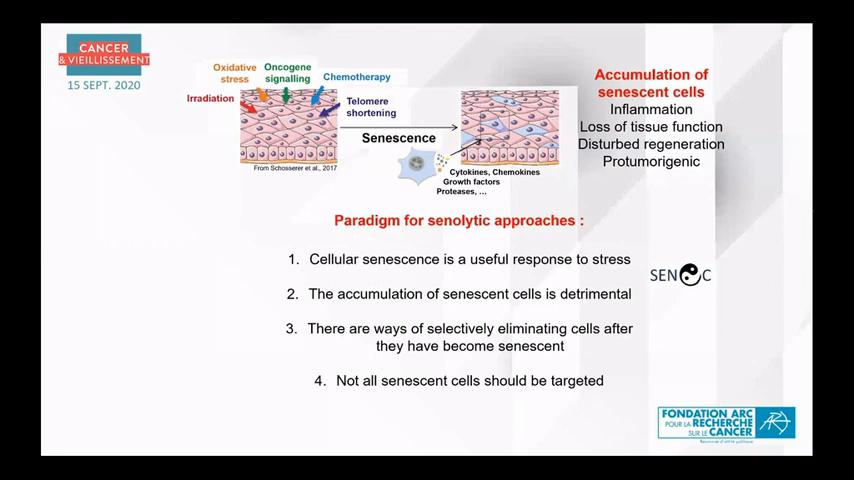 CANCER
& VIEILLISSEMENT
15 SEPT. 2020
Oxidative
stress
Oncogene
signalling
Chemotherapy
Irradiation
Telomere
shortening
Senescence
From Schosserer et al., 2017
Cytokines, Chemokines
Growth factors
Proteases, ...
Accumulation of
senescent cells
Inflammation
Loss of tissue function
Disturbed regeneration
Protumorigenic
Paradigm for senolytic approaches :
1. Cellular senescence is a useful response to stress
2. The accumulation of senescent cells is detrimental
3. There are ways of selectively eliminating cells after
they have become senescent
4. Not all senescent cells should be targeted
SEN C
FONDATION ARC
POUR LA RECHERCHE
SUR LE CANCER
Reconnue d'utilité publique